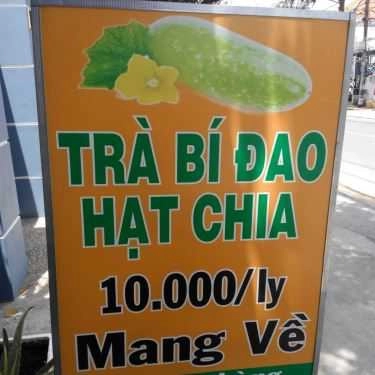 TRÀ BÍ ĐAO
HẠT CHIA
10.000/ly
Mang Về